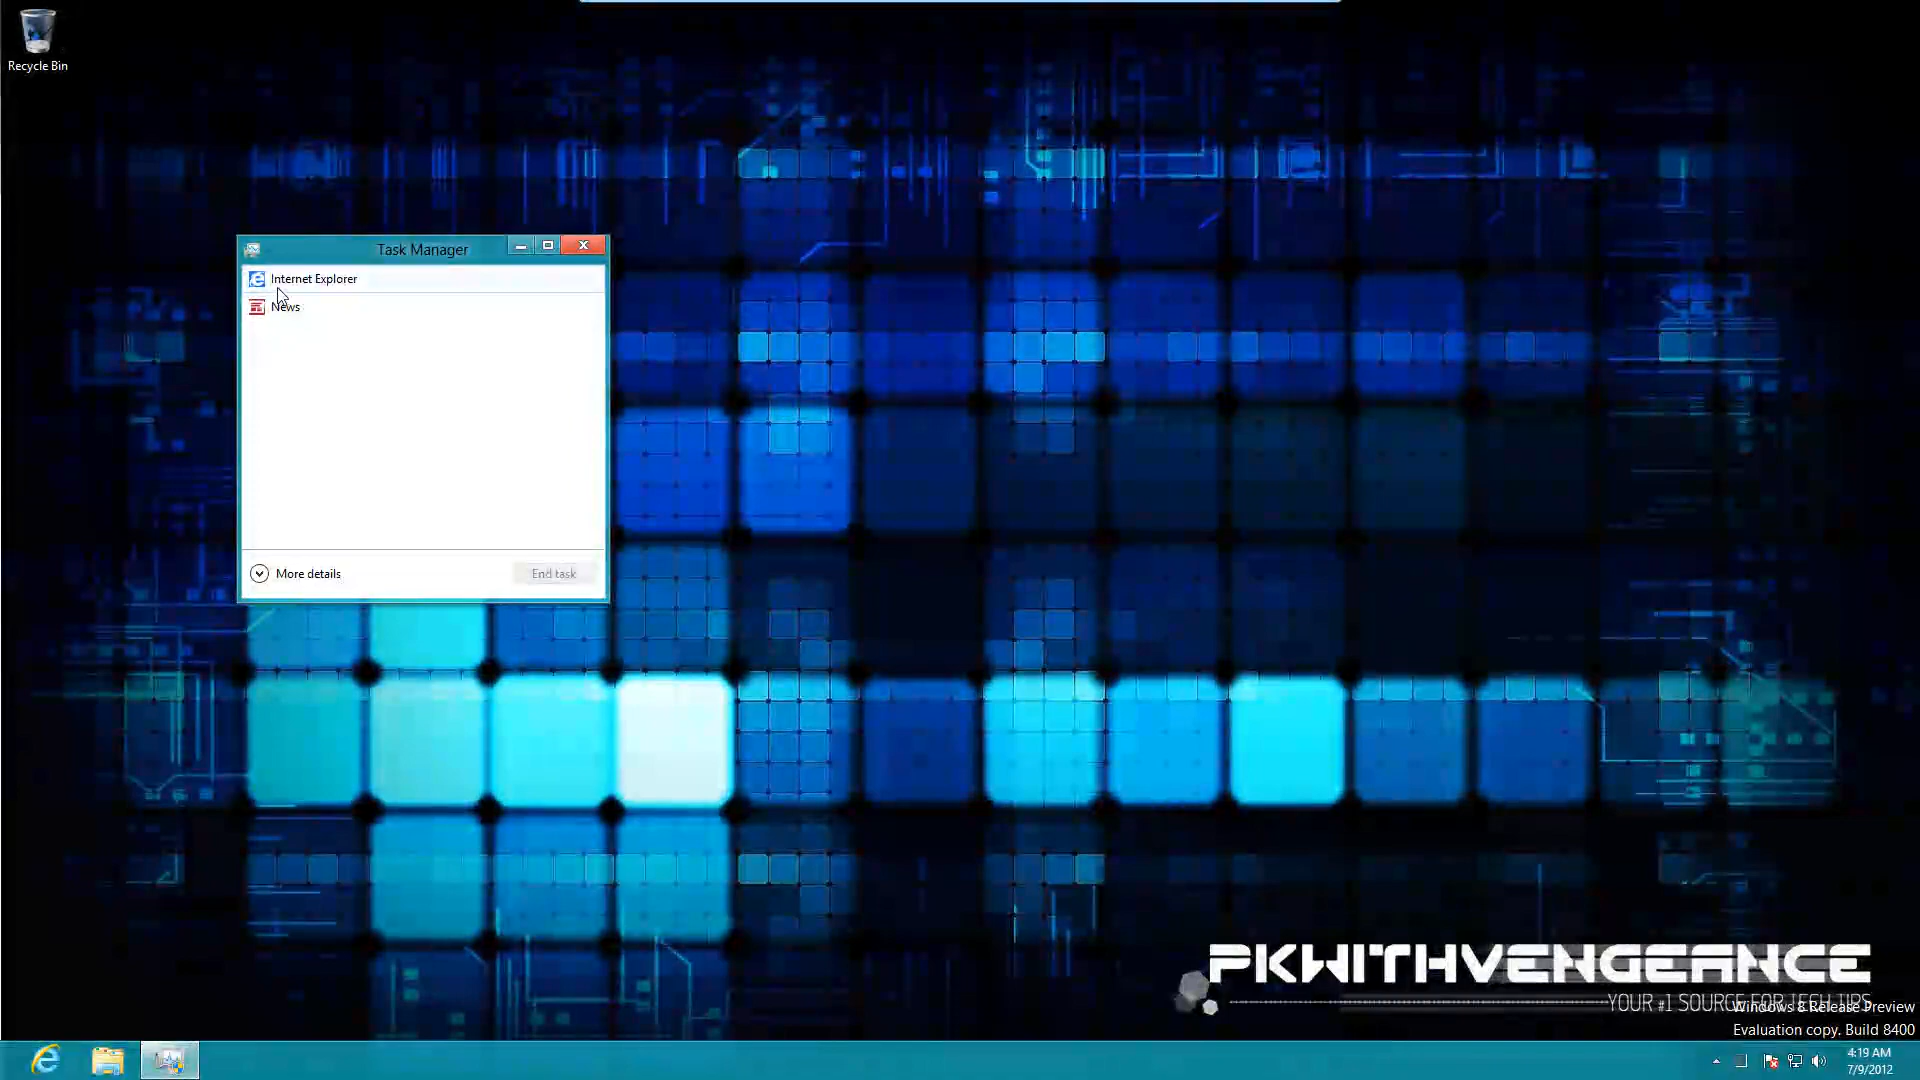 Recycle Bin
Task Manager
Internet Explorer
News
More details
End task
PKWITHVENGEANCE
YOUR #1 SOURCE FOR TECH TIPS
Windows 8 Release Preview
Evaluation copy. Build 8400
4:19 AM
7/9/2012